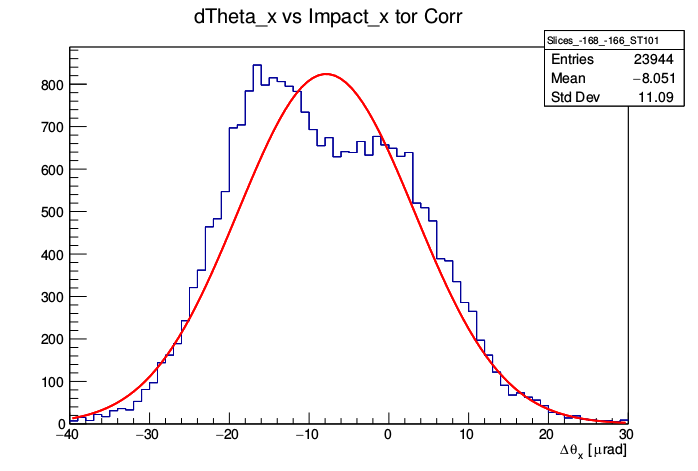 dTheta_x vs Impact_x tor Corr
Slices_-168_-166_ST101
Entries 23944
Mean −8.051
Std Dev 11.09
800
700
600
500
400
300
200
100
0
−40 −30 −20 −10 0 10 20 30
Δθx [μrad]